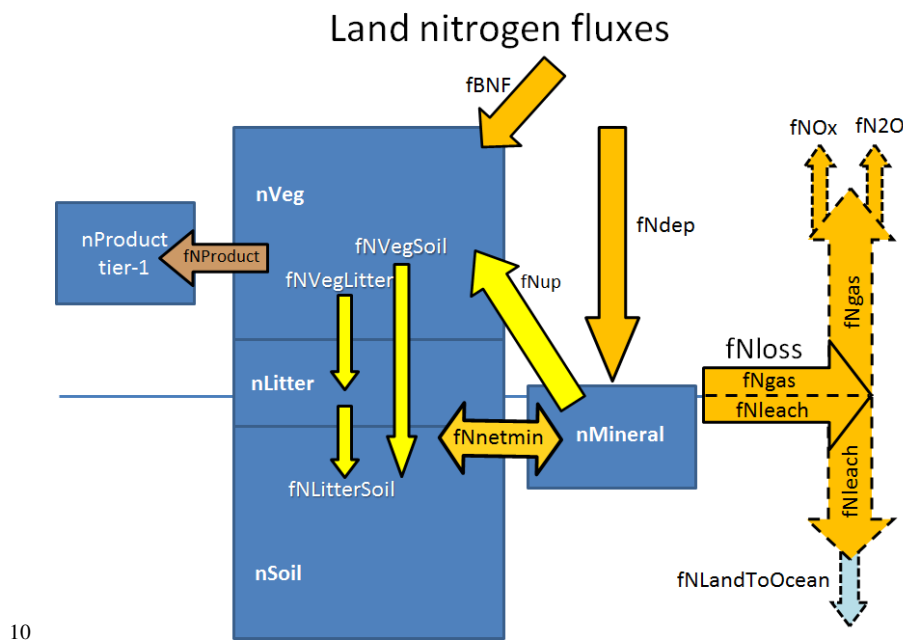 Land nitrogen fluxes
fBNF
fNOx
fN2O
nVeg
fNdep
nProduct
tier-1
fNProduct
fNVegSoil
fNVegLitter
fNup
fNgas
fNloss
nLitter
fNgas
fNleach
fNnetmin
nMineral
fNleach
fNLitterSoil
nSoil
fNLandToOcean
10